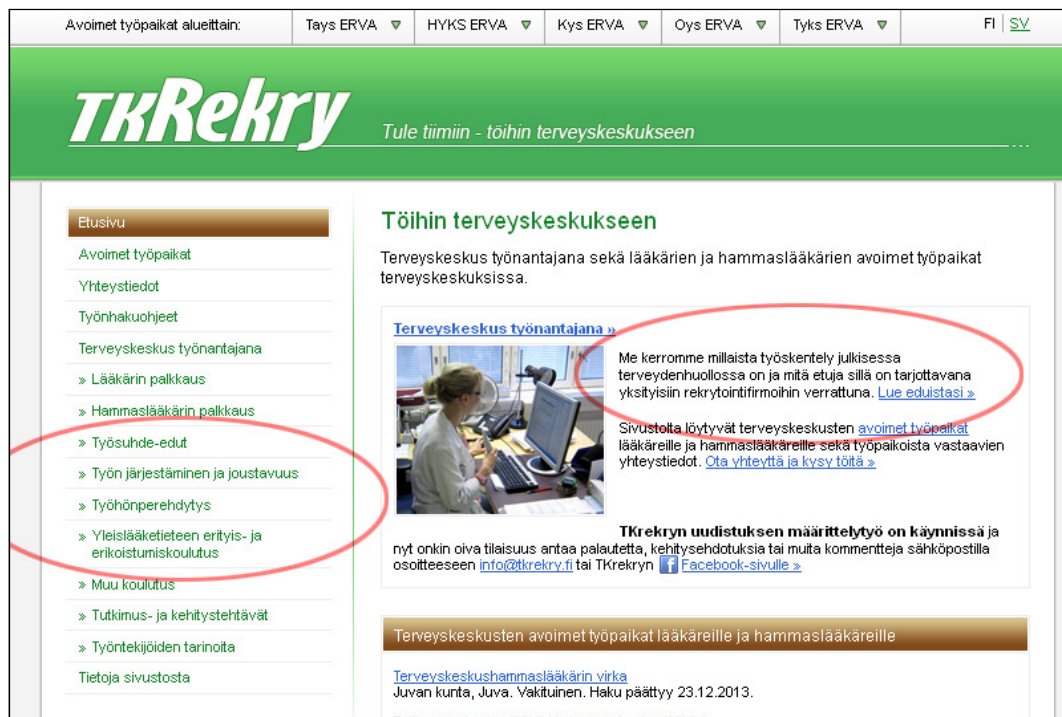 Avoimet työpaikat alueittain:
Tays ERVA
HYKS ERVA
Kys ERVA
Oys ERVA
Tyks ERVA
FI | SV
TKRekry
Tule tiimiin - töihin terveyskeskukseen
Etusivu
Avoimet työpaikat
Yhteystiedot
Työnhakuohjeet
Terveyskeskus työnantajana
» Lääkärin palkkaus
» Hammaslääkärin palkkaus
» Työsuhde-edut
» Työn järjestäminen ja joustavuus
» Työhönperehdytys
» Yleislääketieteen erityis- ja
erikoistumiskoulutus
» Muu koulutus
» Tutkimus- ja kehitystehtävät
» Työntekijöiden tarinoita
Tietoja sivustosta
Töihin terveyskeskukseen
Terveyskeskus työnantajana sekä lääkärien ja hammaslääkärien avoimet työpaikat
terveyskeskuksissa.
Terveyskeskus työnantajana »
Me kerromme millaista työskentely julkisessa
terveydenhuollossa on ja mitä etuja sillä on tarjottavana
yksityisiin rekrytointifirmoihin verrattuna. Lue eduistasi »
Sivustolta löytyvät terveyskeskusten avoimet työpaikat
lääkäreille ja hammaslääkäreille sekä työpaikoista vastaavien
yhteystiedot. Ota yhteyttä ja kysy töitä »
TKrekryn uudistuksen määrittelytyö on käynnissä ja
nyt onkin oiva tilaisuus antaa palautetta, kehitysehdotuksia tai muita kommentteja sähköpostilla
osoitteeseen info@tkrekry.fi tai TKrekryn Facebook-sivulle »
Terveyskeskusten avoimet työpaikat lääkäreille ja hammaslääkäreille
Terveyskeskushammaslääkärin virka
Juvan kunta, Juva. Vakituinen. Haku päättyy 23.12.2013.